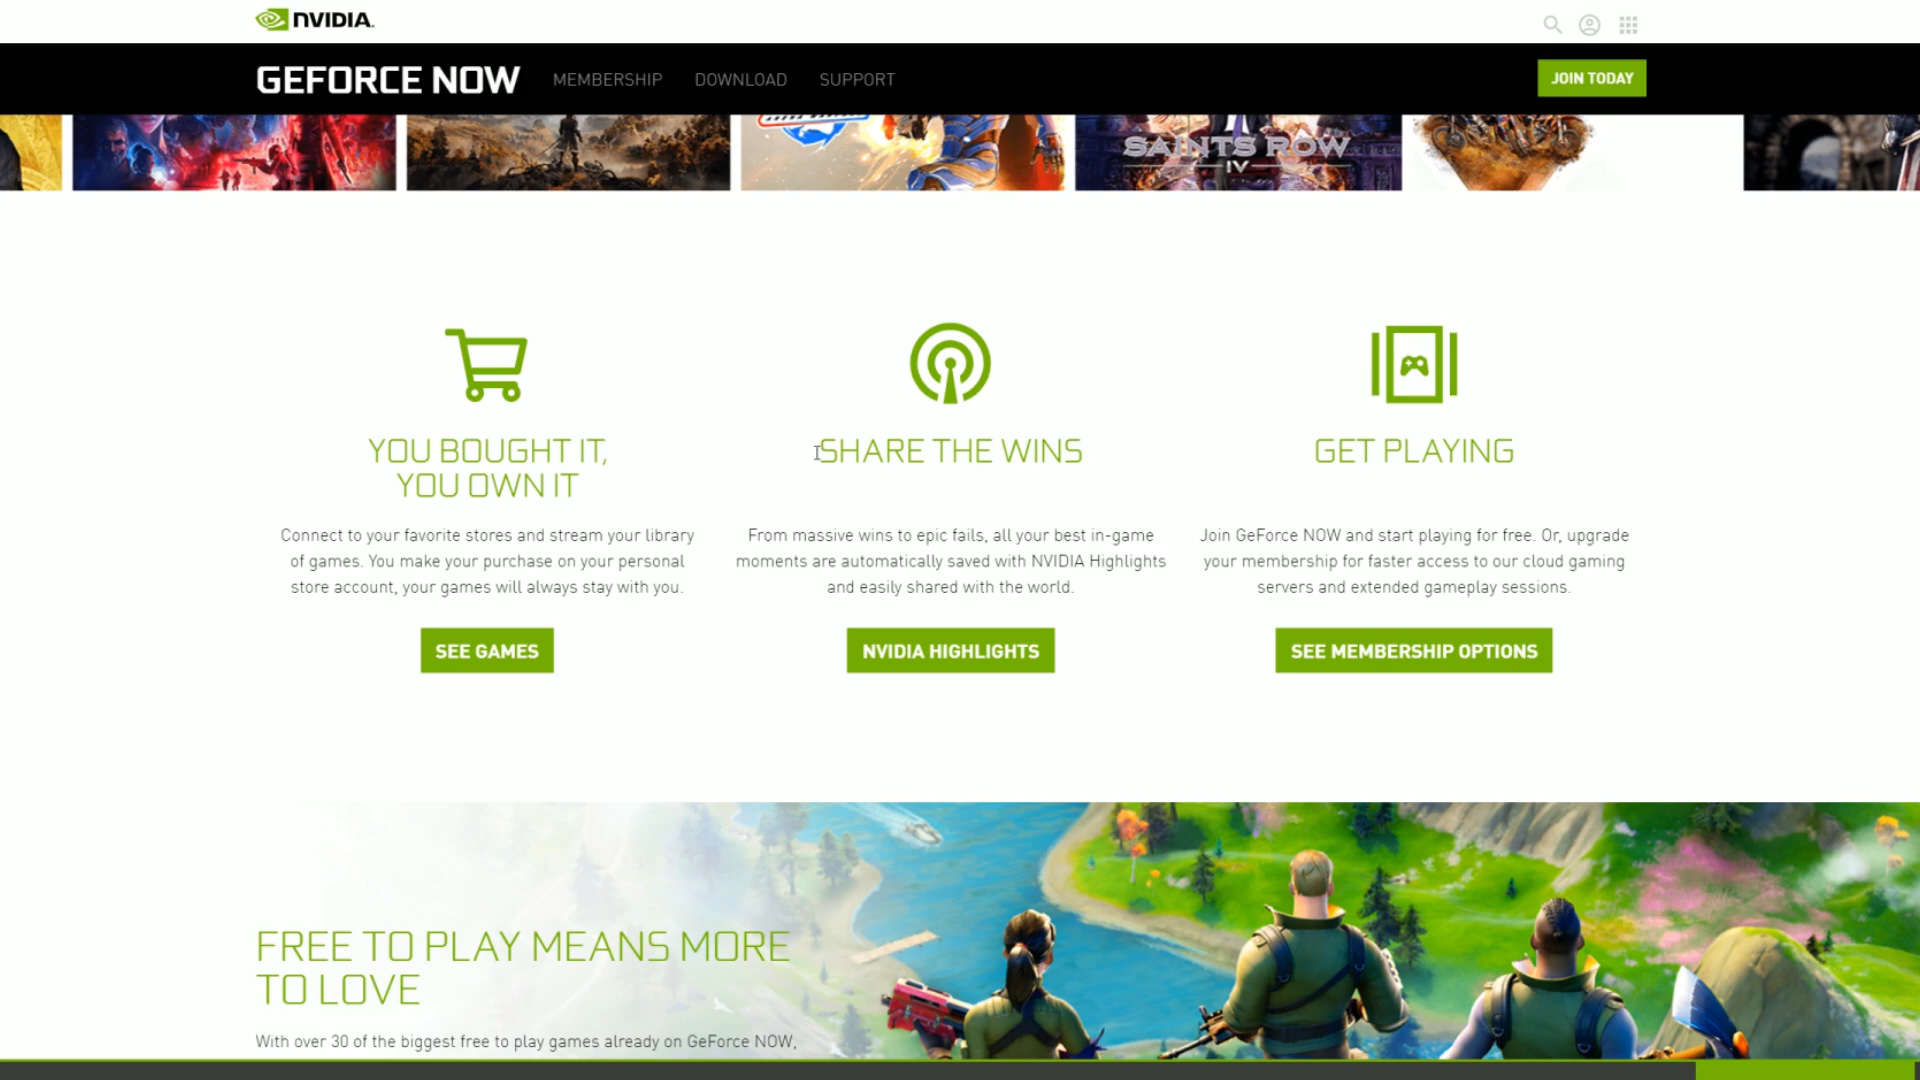 NVIDIA.
GEFORCE NOW
MEMBERSHIP
DOWNLOAD
SUPPORT
JOIN TODAY
SAINTS ROW
IV
YOU BOUGHT IT,
YOU OWN IT
Connect to your favorite stores and stream your library
of games. You make your purchase on your personal
store account, your games will always stay with you.
SEE GAMES
SHARE THE WINS
From massive wins to epic fails, all your best in-game
moments are automatically saved with NVIDIA Highlights
and easily shared with the world.
NVIDIA HIGHLIGHTS
GET PLAYING
Join GeForce NOW and start playing for free. Or, upgrade
your membership for faster access to our cloud gaming
servers and extended gameplay sessions.
SEE MEMBERSHIP OPTIONS
FREE TO PLAY MEANS MORE
TO LOVE
With over 30 of the biggest free to play games already on GeForce NOW,